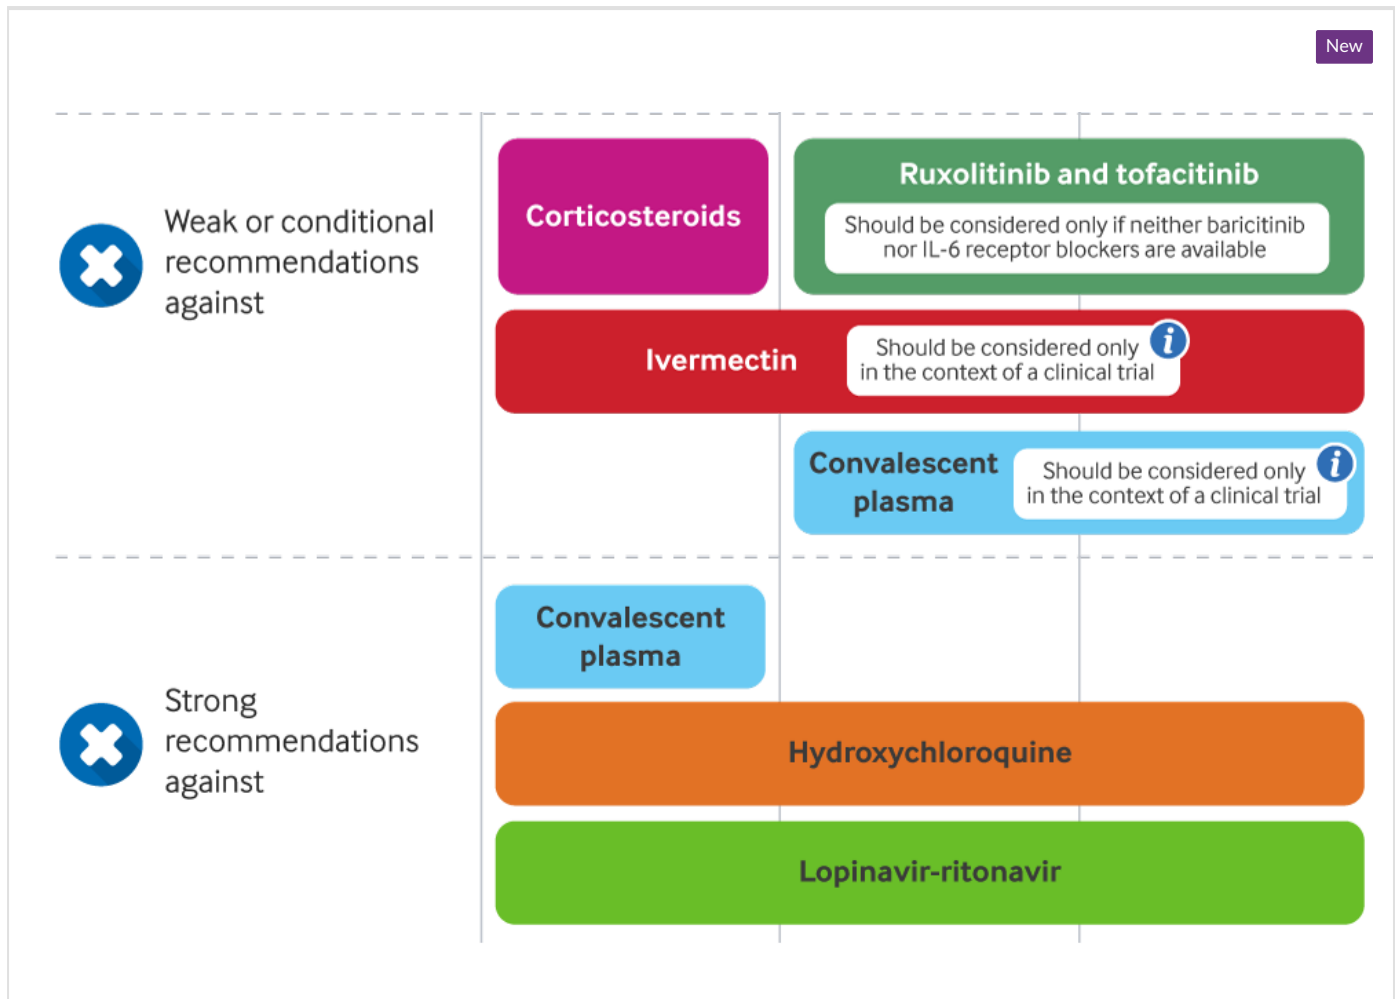 New
Weak or conditional
recommendations
against
Corticosteroids
Ruxolitinib and tofacitinib
Should be considered only if neither baricitinib
nor IL-6 receptor blockers are available
Ivermectin
Should be considered only
in the context of a clinical trial
i
Convalescent
plasma
Should be considered only
in the context of a clinical trial
i
Strong
recommendations
against
Convalescent
plasma
Hydroxychloroquine
Lopinavir-ritonavir